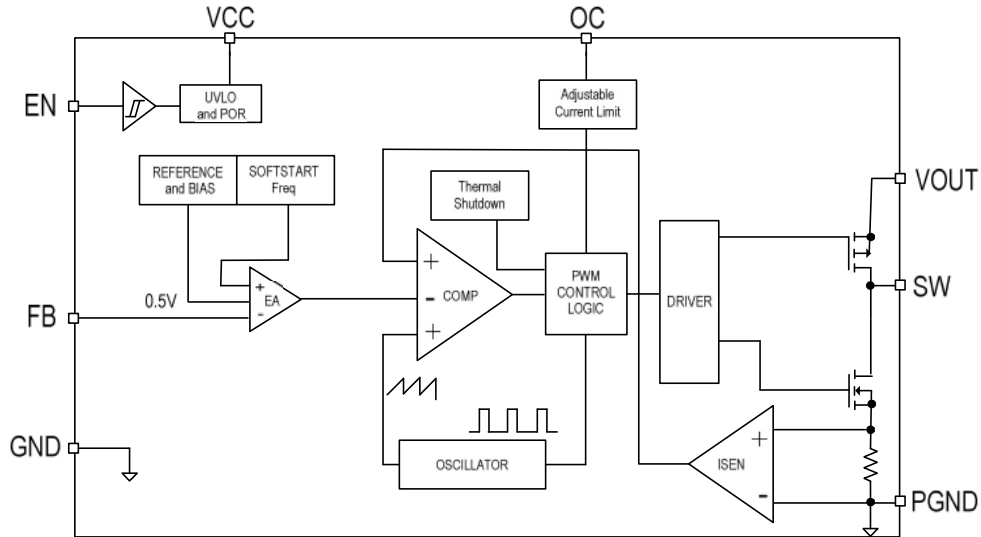 VCC
OC
EN
UVLO
and POR
Adjustable
Current Limit
REFERENCE
and BIAS
SOFTSTART
Freq
Thermal
Shutdown
VOUT
+
EA
-
0.5V
FB
+
-
COMP
+
PWM
CONTROL
LOGIC
DRIVER
SW
GND
OSCILLATOR
+
ISEN
-
PGND